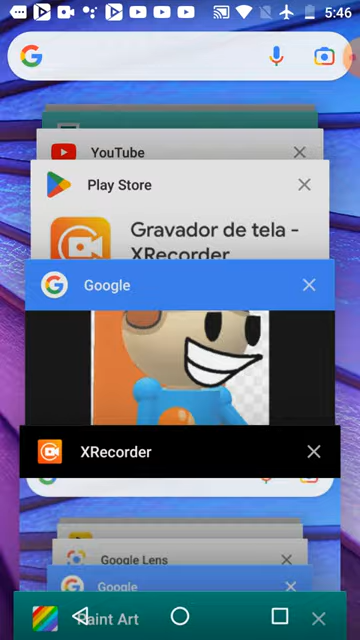 5:46
YouTube
Play Store
Gravador de tela -
XRecorder
Google
XRecorder
Google Lens
Google
Paint Art